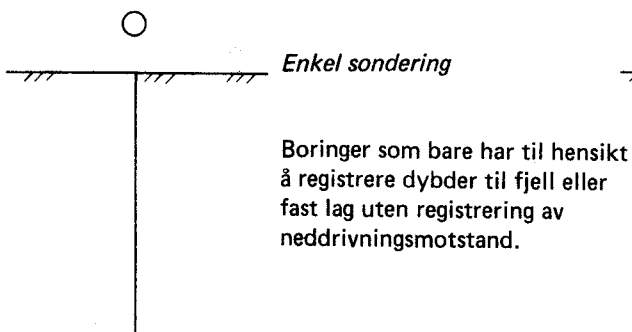 Enkel sondering
Boringer som bare har til hensikt
å registrere dybder til fjell eller
fast lag uten registrering av
neddrivningsmotstand.